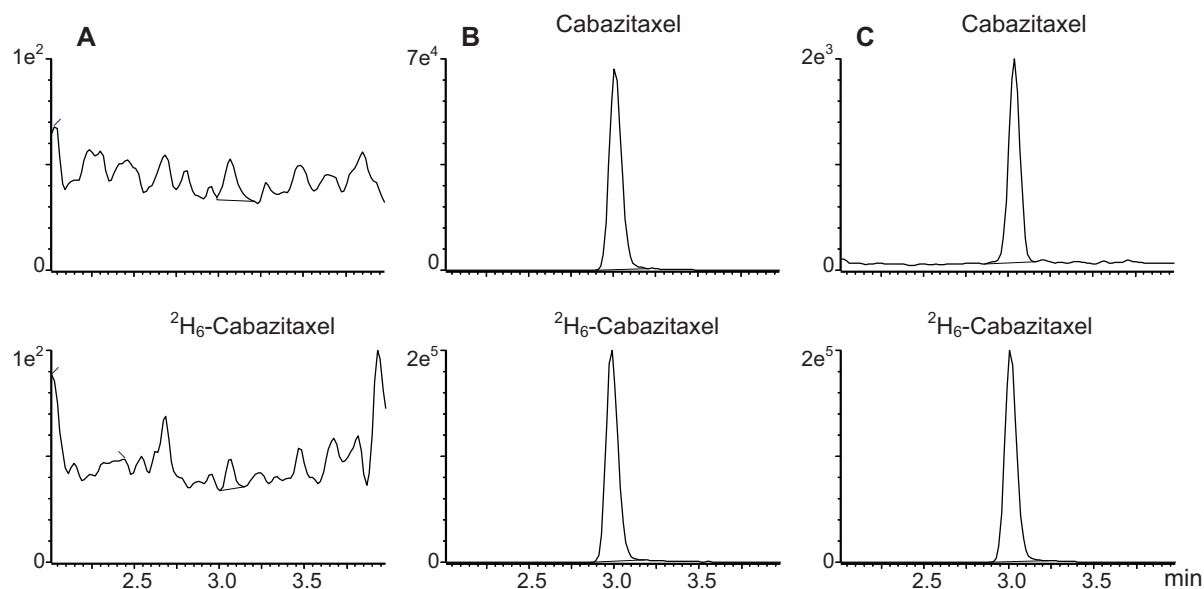 A
B
Cabazitaxel
C
Cabazitaxel
1e²
7e⁴
2e³
0
0
0
²H₆-Cabazitaxel
²H₆-Cabazitaxel
²H₆-Cabazitaxel
1e²
2e⁵
2e⁵
0
0
0
2.5 3.0 3.5
2.5 3.0 3.5
2.5 3.0 3.5 min